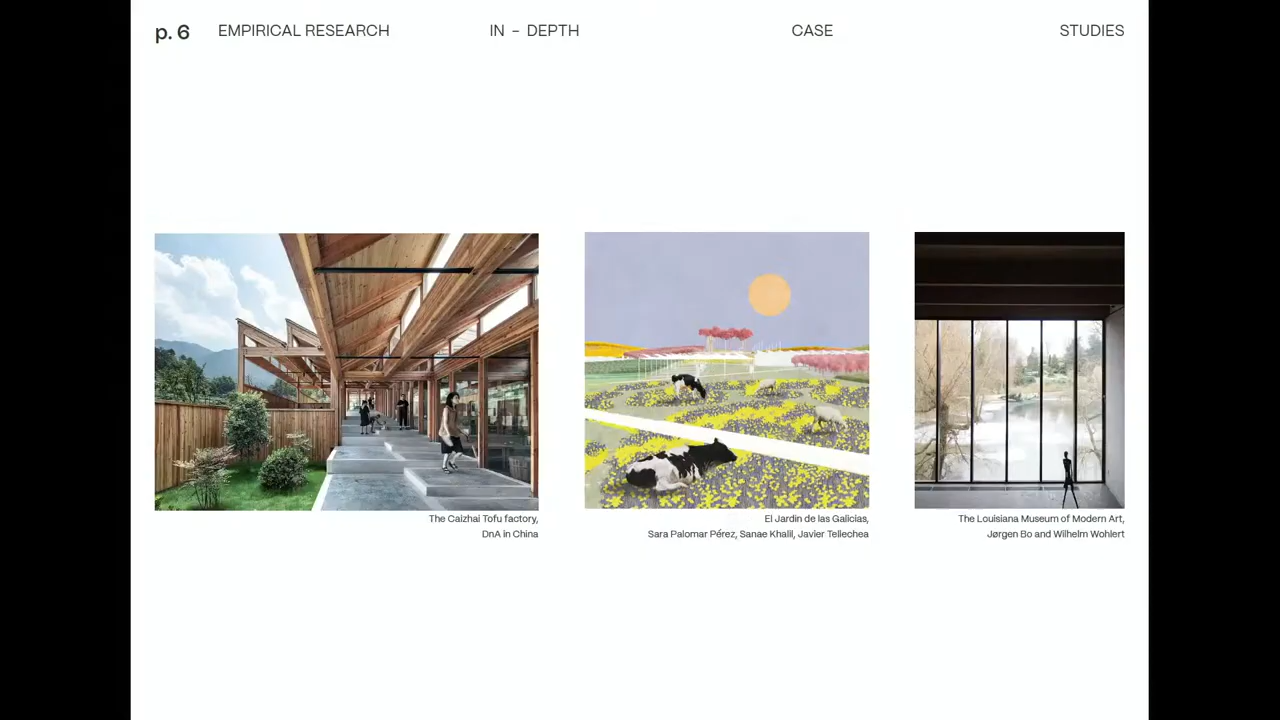 p. 6 EMPIRICAL RESEARCH IN - DEPTH CASE STUDIES
The Caizhai Tofu factory,
DnA in China
El Jardin de las Galicias,
Sara Palomar Pérez, Sanae Khalil, Javier Tellechea
The Louisiana Museum of Modern Art,
Jørgen Bo and Wilhelm Wohlert